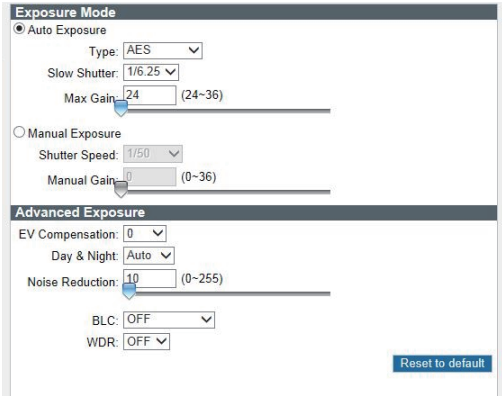 Exposure Mode
Auto Exposure
Type: AES
Slow Shutter: 1/6.25
Max Gain: 24 (24~36)
Manual Exposure
Shutter Speed: 1/50
Manual Gain: 0 (0~36)
Advanced Exposure
EV Compensation: 0
Day & Night: Auto
Noise Reduction: 10 (0~255)
BLC: OFF
WDR: OFF
Reset to default